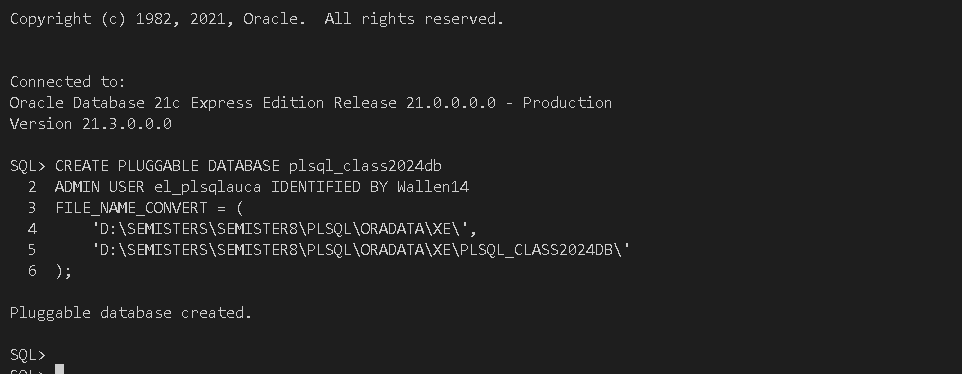 Copyright (c) 1982, 2021, Oracle.  All rights reserved.
Connected to:
Oracle Database 21c Express Edition Release 21.0.0.0.0 - Production
Version 21.3.0.0.0
SQL> CREATE PLUGGABLE DATABASE plsql_class2024db
  2  ADMIN USER el_plsqlauca IDENTIFIED BY Wallen14
  3  FILE_NAME_CONVERT = (
  4      'D:\SEMISTERS\SEMISTER8\PLSQL\ORADATA\XE\',
  5      'D:\SEMISTERS\SEMISTER8\PLSQL\ORADATA\XE\PLSQL_CLASS2024DB\'
  6  );
Pluggable database created.
SQL>
SQL>